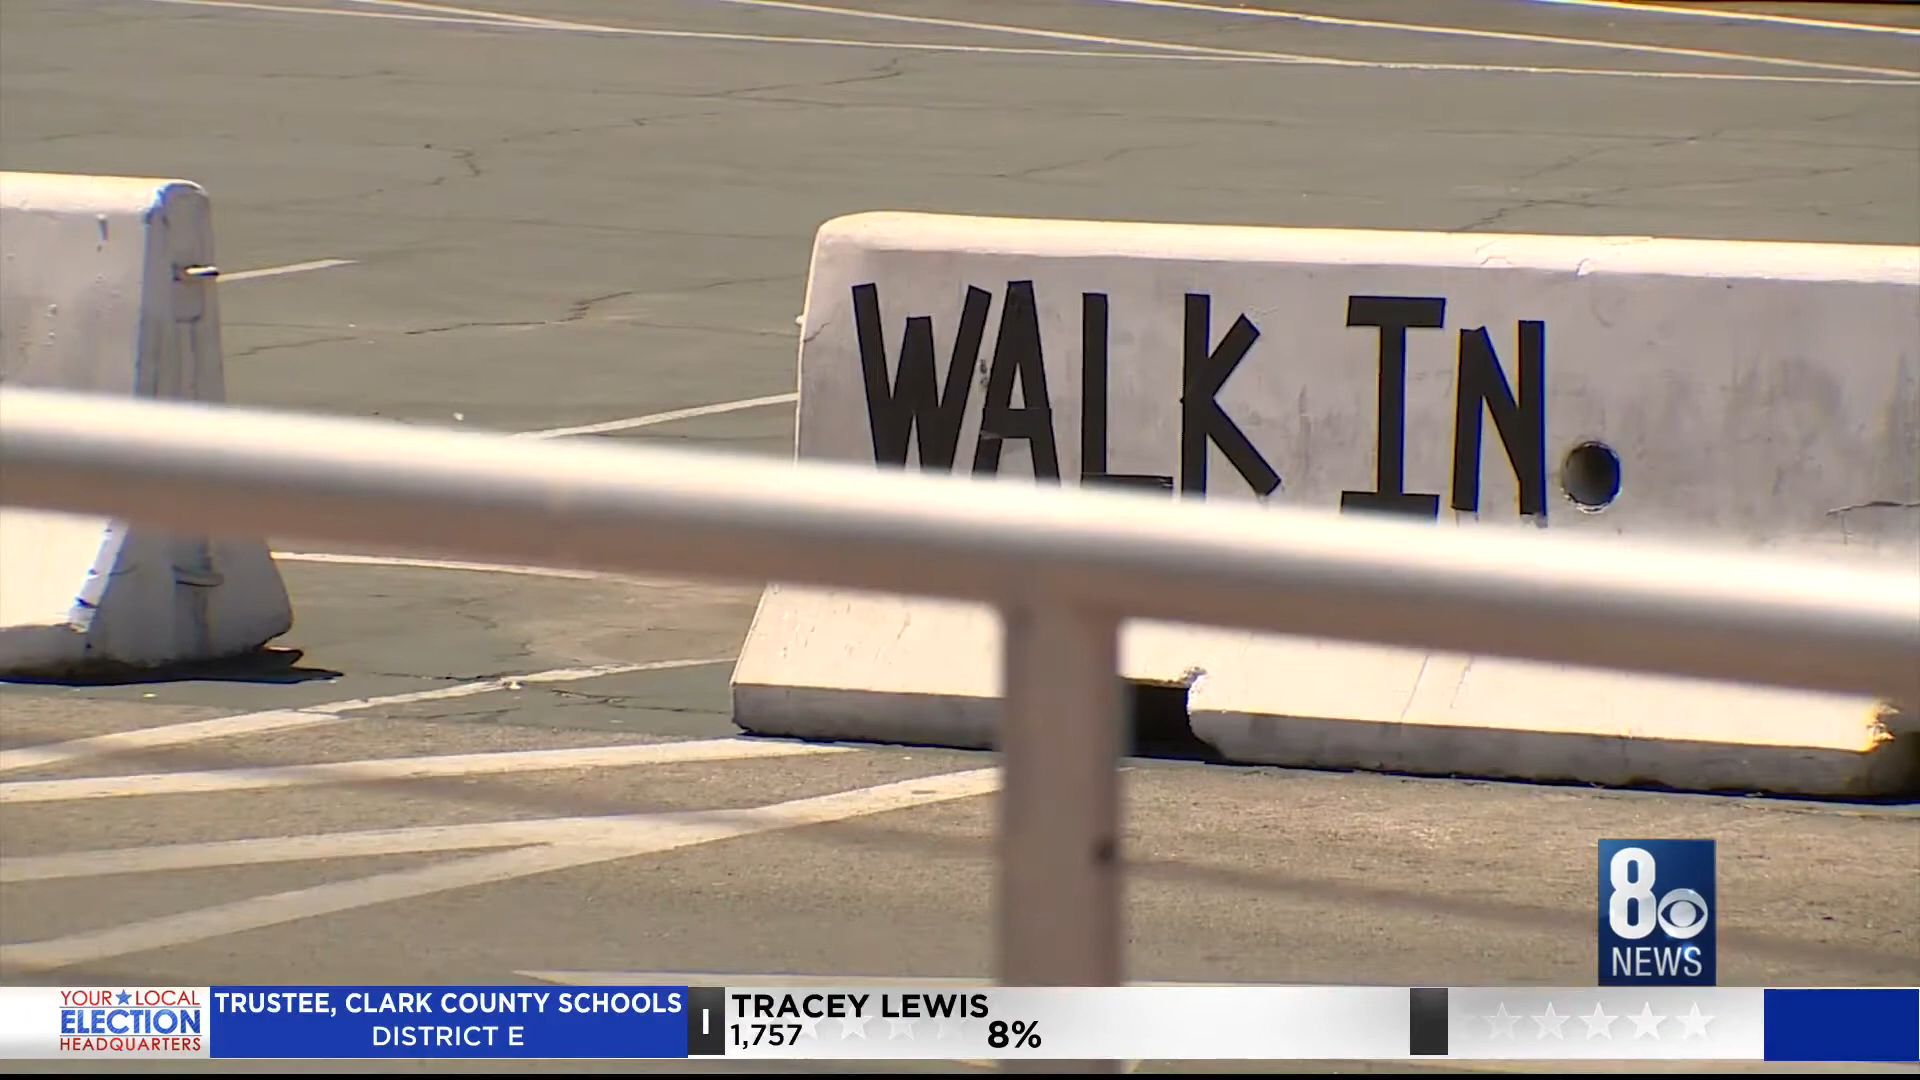 WALK IN
8
NEWS
YOUR LOCAL
ELECTION
HEADQUARTERS
TRUSTEE, CLARK COUNTY SCHOOLS
DISTRICT E
I
TRACEY LEWIS
1,757
8%